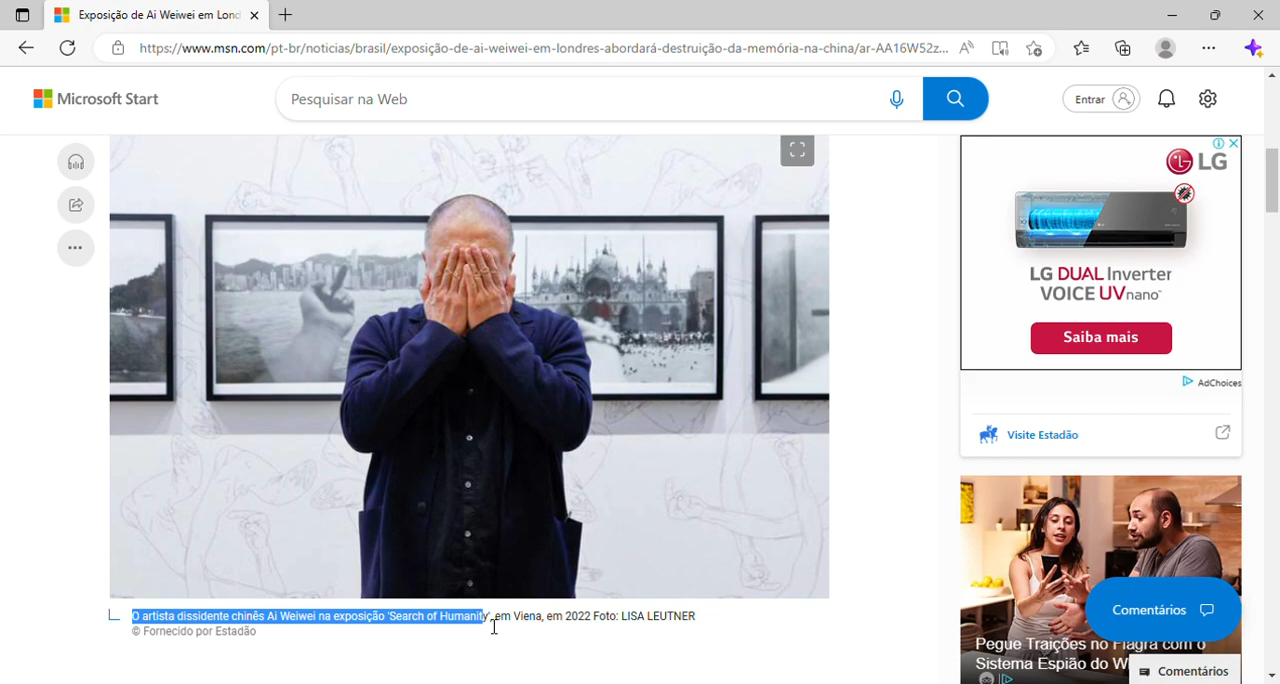 Exposição de Ai Weiwei em Lond
https://www.msn.com/pt-br/noticias/brasil/exposição-de-ai-weiwei-em-londres-abordará-destruição-da-memória-na-china/ar-AA16W52z...
Microsoft Start
Pesquisar na Web
Entrar
LG
LG DUAL Inverter
VOICE UVnano™
Saiba mais
AdChoices
Visite Estadão
O artista dissidente chinês Ai Weiwei na exposição 'Search of Humanity', em Viena, em 2022 Foto: LISA LEUTNER
© Fornecido por Estadão
Comentários
Pegue Traições no Flagra com o
Sistema Espião do W
Comentários